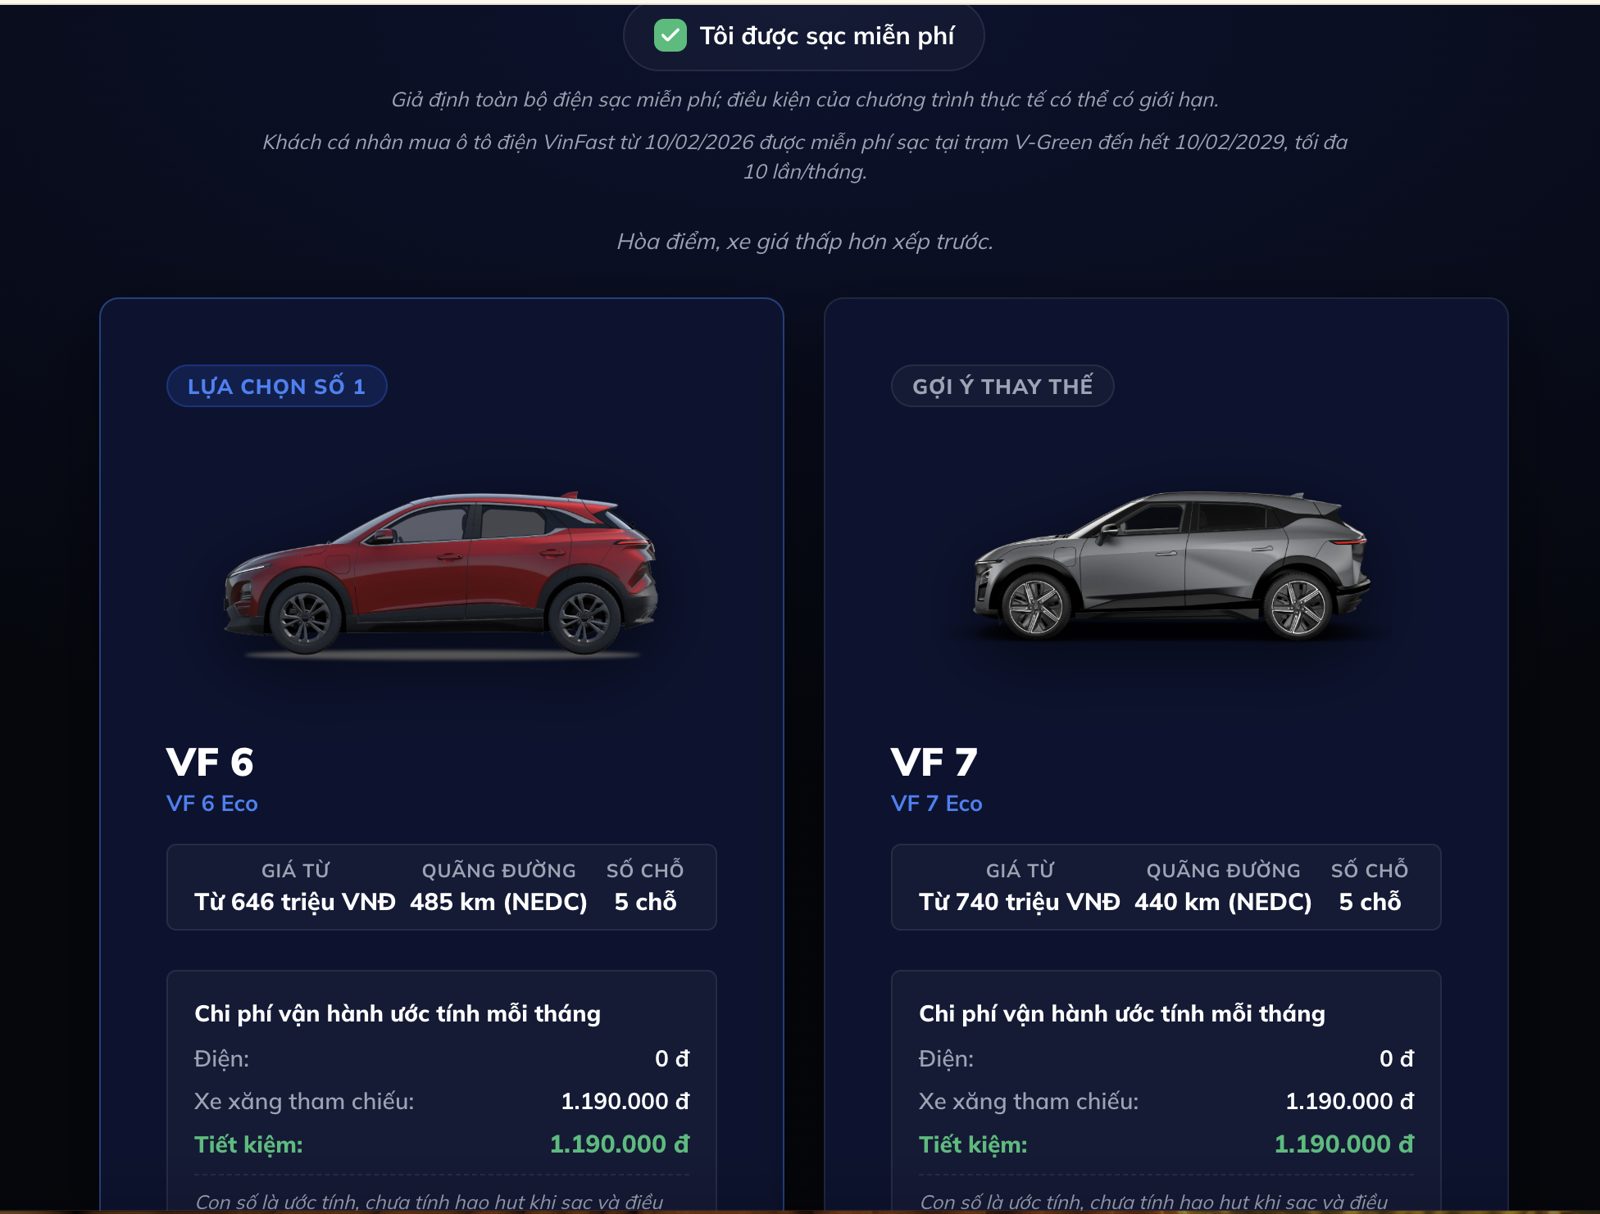 Tôi được sạc miễn phí
Giả định toàn bộ điện sạc miễn phí; điều kiện của chương trình thực tế có thể có giới hạn.
Khách cá nhân mua ô tô điện VinFast từ 10/02/2026 được miễn phí sạc tại trạm V-Green đến hết 10/02/2029, tối đa
10 lần/tháng.
Hòa điểm, xe giá thấp hơn xếp trước.
LỰA CHỌN SỐ 1
VF 6
VF 6 Eco
GIÁ TỪ QUÃNG ĐƯỜNG SỐ CHỖ
Từ 646 triệu VNĐ 485 km (NEDC) 5 chỗ
Chi phí vận hành ước tính mỗi tháng
Điện: 0 đ
Xe xăng tham chiếu: 1.190.000 đ
Tiết kiệm: 1.190.000 đ
Con số là ước tính, chưa tính hao hụt khi sạc và điều
GỢI Ý THAY THẾ
VF 7
VF 7 Eco
GIÁ TỪ QUÃNG ĐƯỜNG SỐ CHỖ
Từ 740 triệu VNĐ 440 km (NEDC) 5 chỗ
Chi phí vận hành ước tính mỗi tháng
Điện: 0 đ
Xe xăng tham chiếu: 1.190.000 đ
Tiết kiệm: 1.190.000 đ
Con số là ước tính, chưa tính hao hụt khi sạc và điều